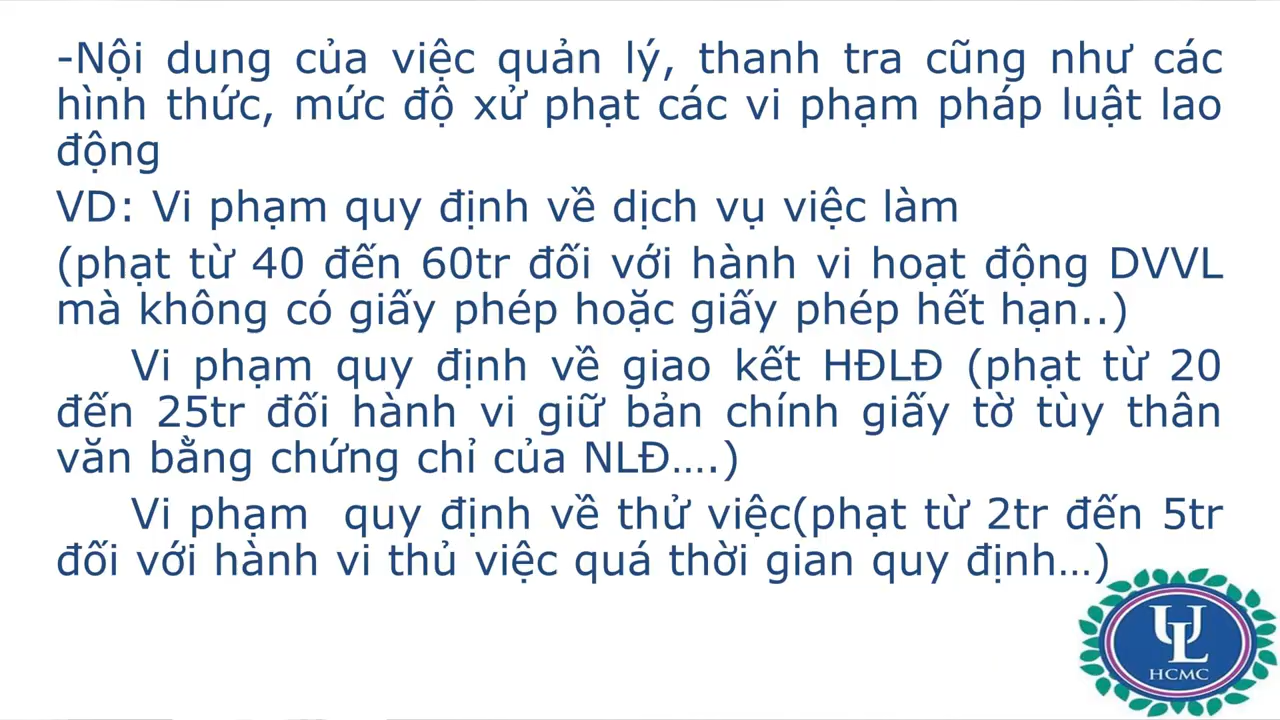 -Nội dung của việc quản lý, thanh tra cũng như các
hình thức, mức độ xử phạt các vi phạm pháp luật lao
động
VD: Vi phạm quy định về dịch vụ việc làm
(phạt từ 40 đến 60tr đối với hành vi hoạt động DVVL
mà không có giấy phép hoặc giấy phép hết hạn..)
Vi phạm quy định về giao kết HĐLĐ (phạt từ 20
đến 25tr đối hành vi giữ bản chính giấy tờ tùy thân
văn bằng chứng chỉ của NLĐ….)
Vi phạm  quy định về thử việc(phạt từ 2tr đến 5tr
đối với hành vi thủ việc quá thời gian quy định…)
UL
HCMC